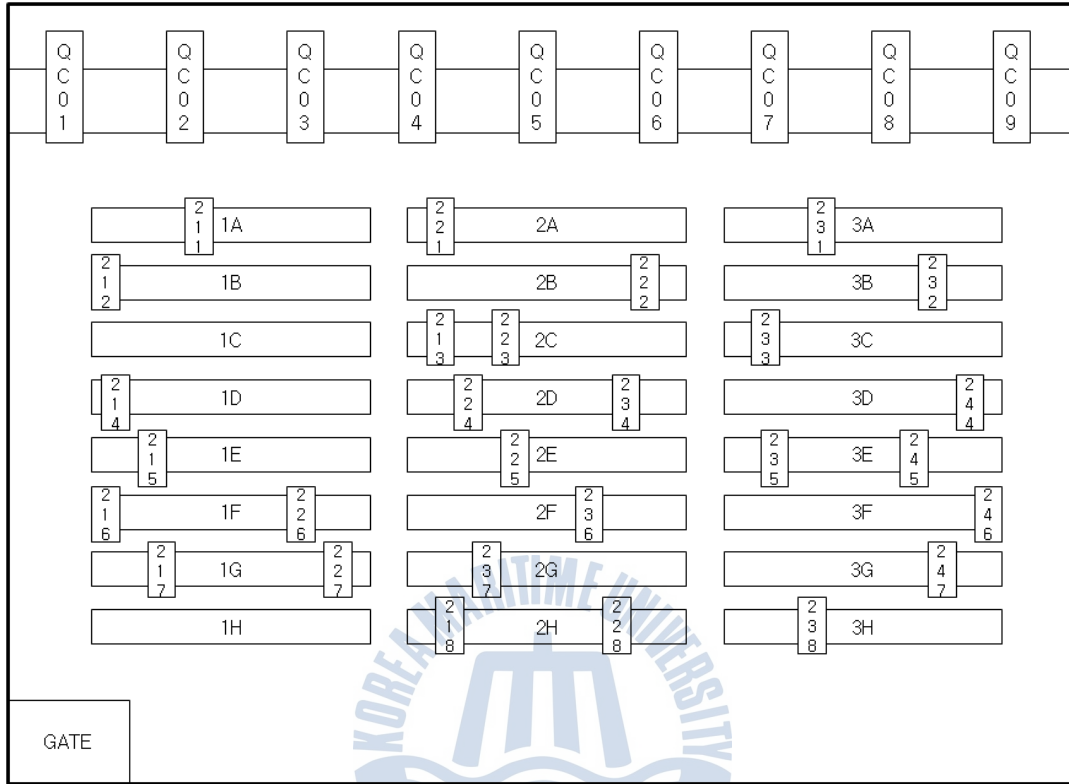 QC01 QC02 QC03 QC04 QC05 QC06 QC07 QC08 QC09
211 1A 221 2A 231 3A
212 1B 2B 222 3B 232
1C 213 223 2C 233 3C
214 1D 224 2D 234 3D 244
215 1E 225 2E 235 3E 245
216 1F 226 2F 236 3F 246
217 1G 227 237 2G 3G 247
1H 218 2H 228 238 3H
GATE
KOREA MARITIME UNIVERSITY